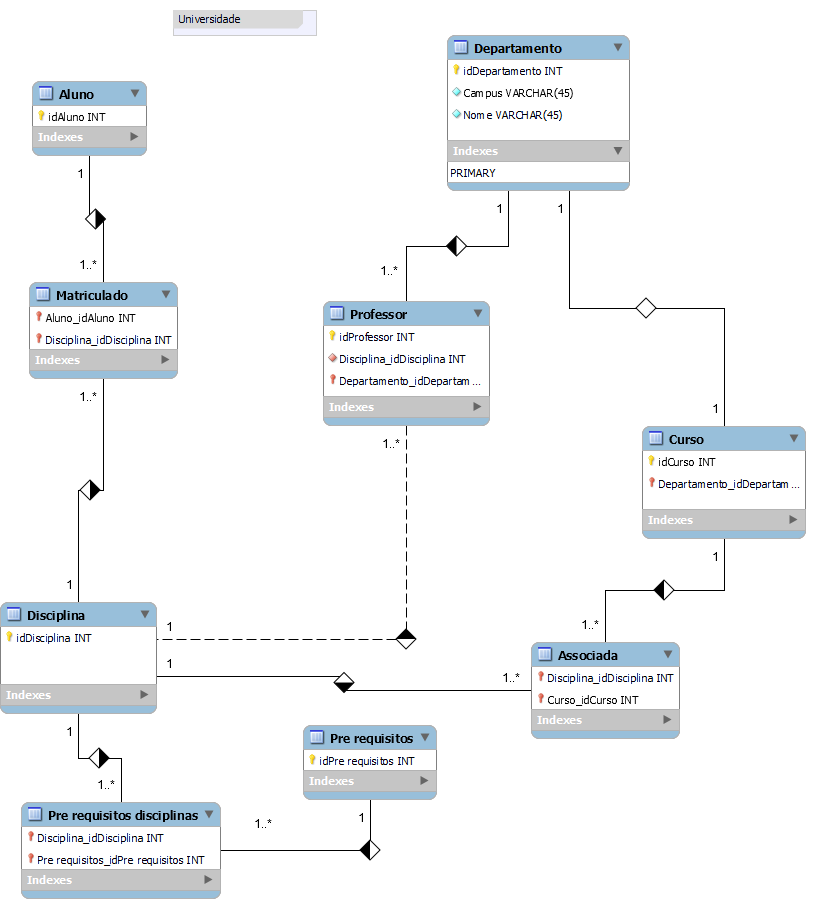 Universidade
Departamento
idDepartamento INT
Campus VARCHAR(45)
Nome VARCHAR(45)
Indexes
PRIMARY
Aluno
idAluno INT
Indexes
1
1..*
Matriculado
Aluno_idAluno INT
Disciplina_idDisciplina INT
Indexes
1..*
1
1
1..*
Professor
idProfessor INT
Disciplina_idDisciplina INT
Departamento_idDepartam ...
Indexes
1..*
1
1
1
Curso
idCurso INT
Departamento_idDepartam ...
Indexes
1
1..*
Disciplina
idDisciplina INT
Indexes
1
1
1..*
Associada
Disciplina_idDisciplina INT
Curso_idCurso INT
Indexes
1
1..*
Pre requisitos
idPre requisitos INT
Indexes
1
1..*
Pre requisitos disciplinas
Disciplina_idDisciplina INT
Pre requisitos_idPre requisitos INT
Indexes